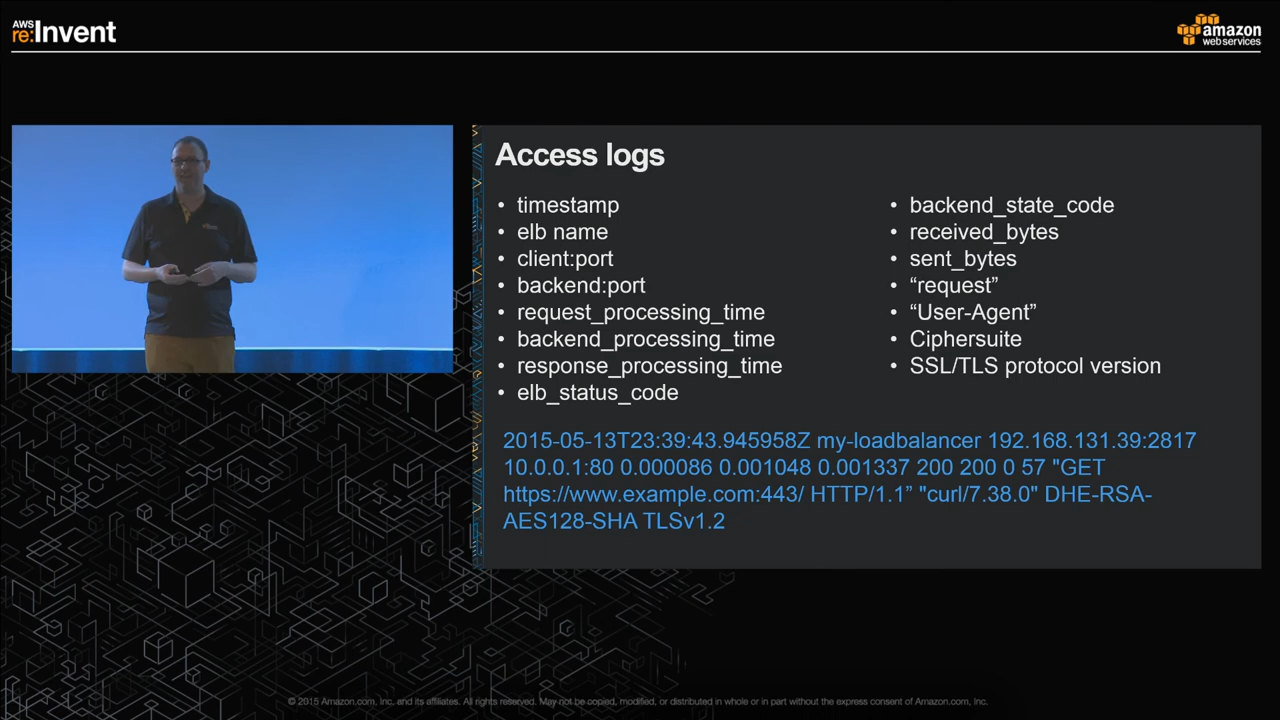 AWS
re:Invent
amazon
web services
Access logs
• timestamp
• elb name
• client:port
• backend:port
• request_processing_time
• backend_processing_time
• response_processing_time
• elb_status_code
• backend_state_code
• received_bytes
• sent_bytes
• “request”
• “User-Agent”
• Ciphersuite
• SSL/TLS protocol version
2015-05-13T23:39:43.945958Z my-loadbalancer 192.168.131.39:2817
10.0.0.1:80 0.000086 0.001048 0.001337 200 200 0 57 "GET
https://www.example.com:443/ HTTP/1.1” "curl/7.38.0" DHE-RSA-
AES128-SHA TLSv1.2
© 2015 Amazon.com, Inc, and its affiliates. All rights reserved. May not be copied, modified, or distributed in whole or in part without the express consent of Amazon.com, Inc.